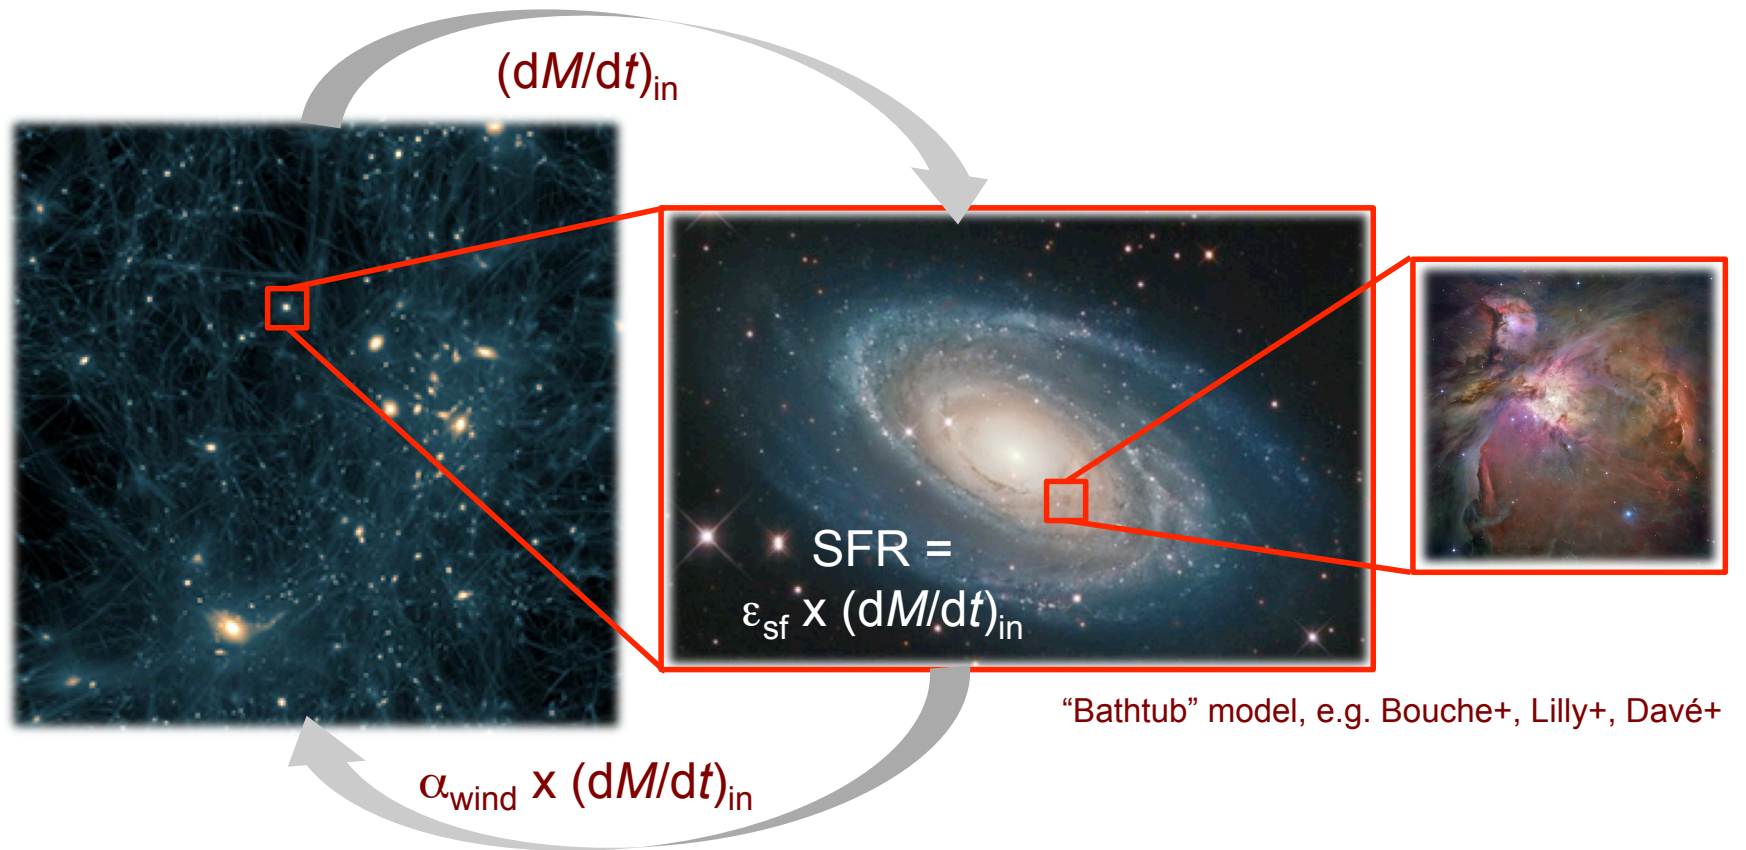 (dM/dt)in
SFR =
εsf x (dM/dt)in
“Bathtub” model, e.g. Bouche+, Lilly+, Davé+
αwind x (dM/dt)in